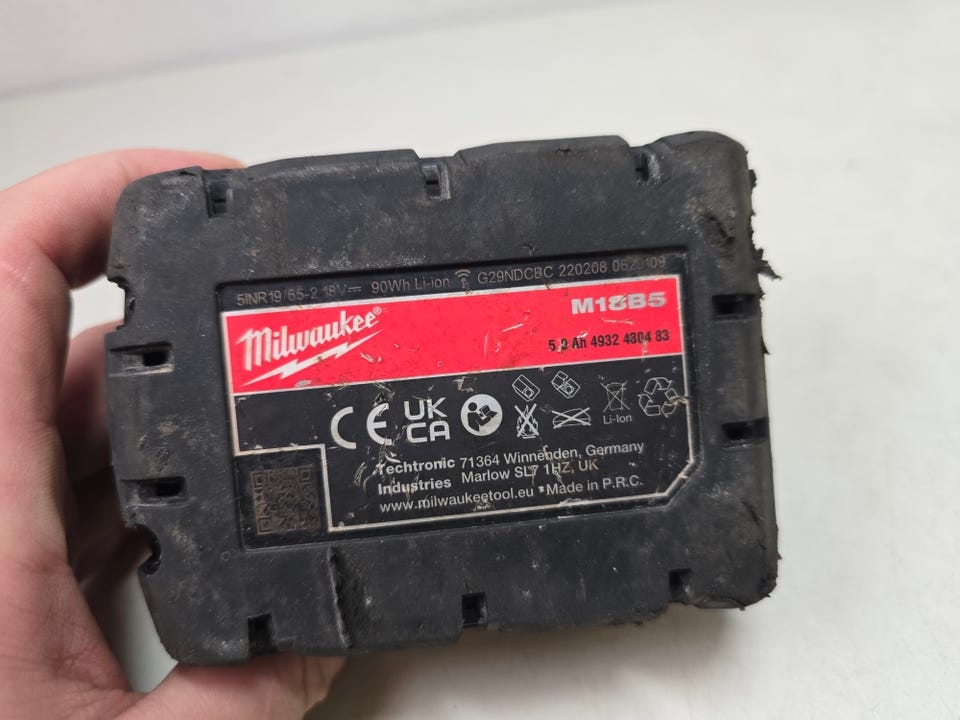 5INR19/65-2 18V⎓ 90Wh Li-ion G29NDCBC 220208
Milwaukee®
M18B5
5.0 Ah 4932 4304 83
CE UK CA
Li-Ion
Techtronic 71364 Winnenden, Germany
Industries Marlow SL7 1HZ, UK
www.milwaukeetool.eu • Made in P.R.C.